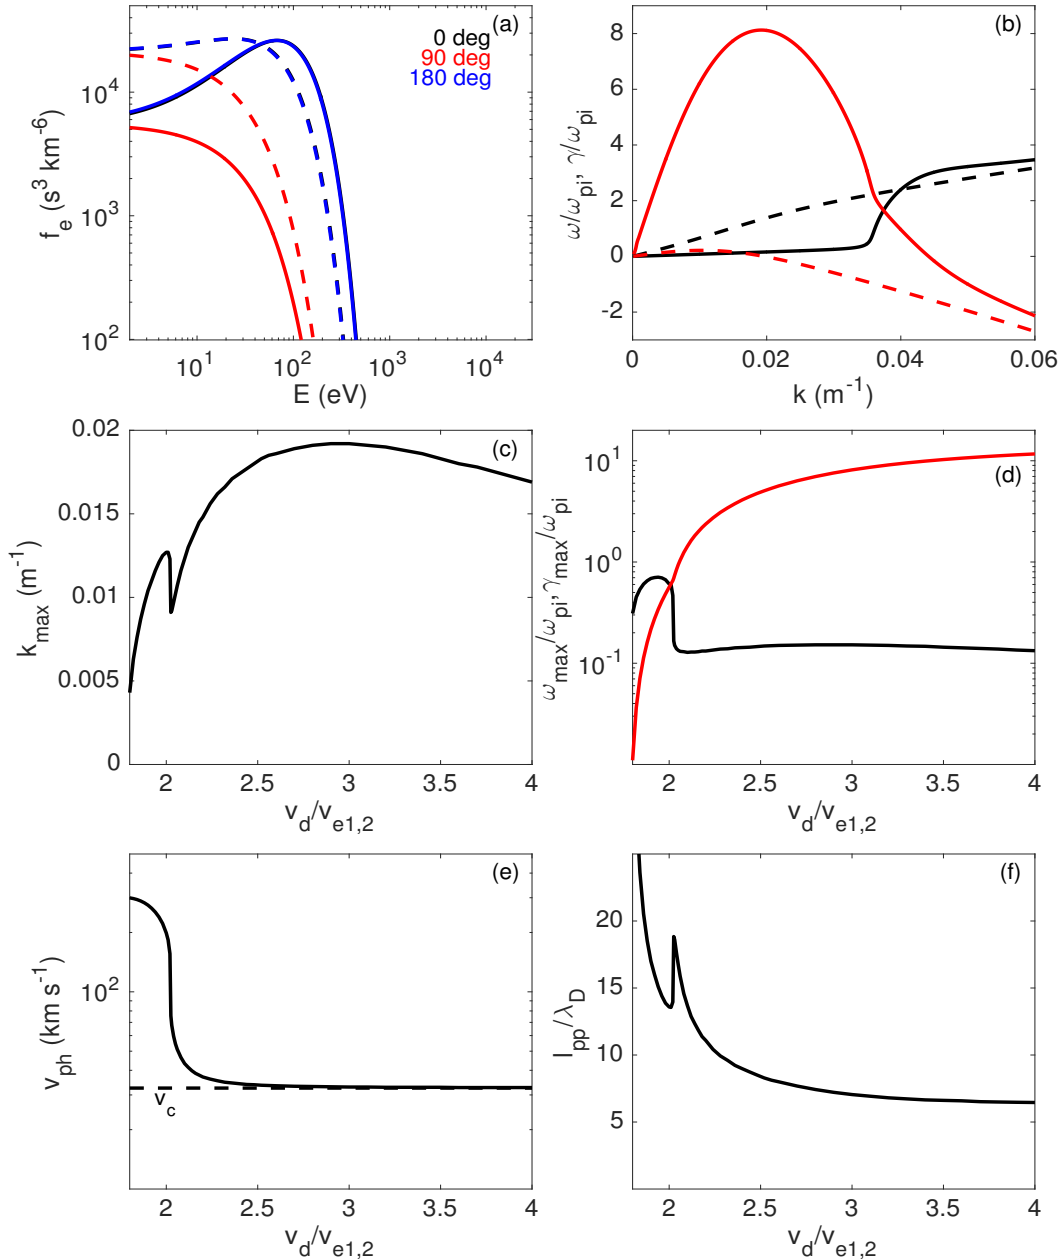 (a)
0 deg
90 deg
180 deg
10^4
10^3
10^2
f_e (s^3 km^-6)
10^1
10^2
10^3
10^4
E (eV)
(b)
8
6
4
2
0
-2
ω/ω_pi, γ/ω_pi
0
0.02
0.04
0.06
k (m^-1)
(c)
0.02
0.015
0.01
0.005
0
k_max (m^-1)
2
2.5
3
3.5
4
v_d/v_e1,2
(d)
10^1
10^0
10^-1
ω_max/ω_pi, γ_max/ω_pi
2
2.5
3
3.5
4
v_d/v_e1,2
(e)
10^2
v_ph (km s^-1)
v_c
2
2.5
3
3.5
4
v_d/v_e1,2
(f)
20
15
10
5
l_pp/λ_D
2
2.5
3
3.5
4
v_d/v_e1,2